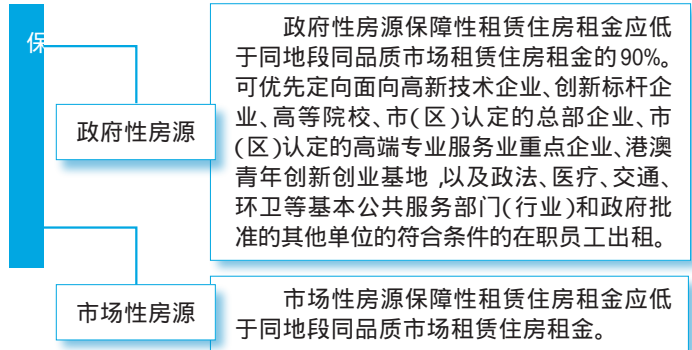 保
政府性房源
政府性房源保障性租赁住房租金应低
于同地段同品质市场租赁住房租金的90%。
可优先定向面向高新技术企业、创新标杆企
业、高等院校、市(区)认定的总部企业、市
(区)认定的高端专业服务业重点企业、港澳
青年创新创业基地,以及政法、医疗、交通、
环卫等基本公共服务部门(行业)和政府批
准的其他单位的符合条件的在职员工出租。
市场性房源
市场性房源保障性租赁住房租金应低
于同地段同品质市场租赁住房租金。